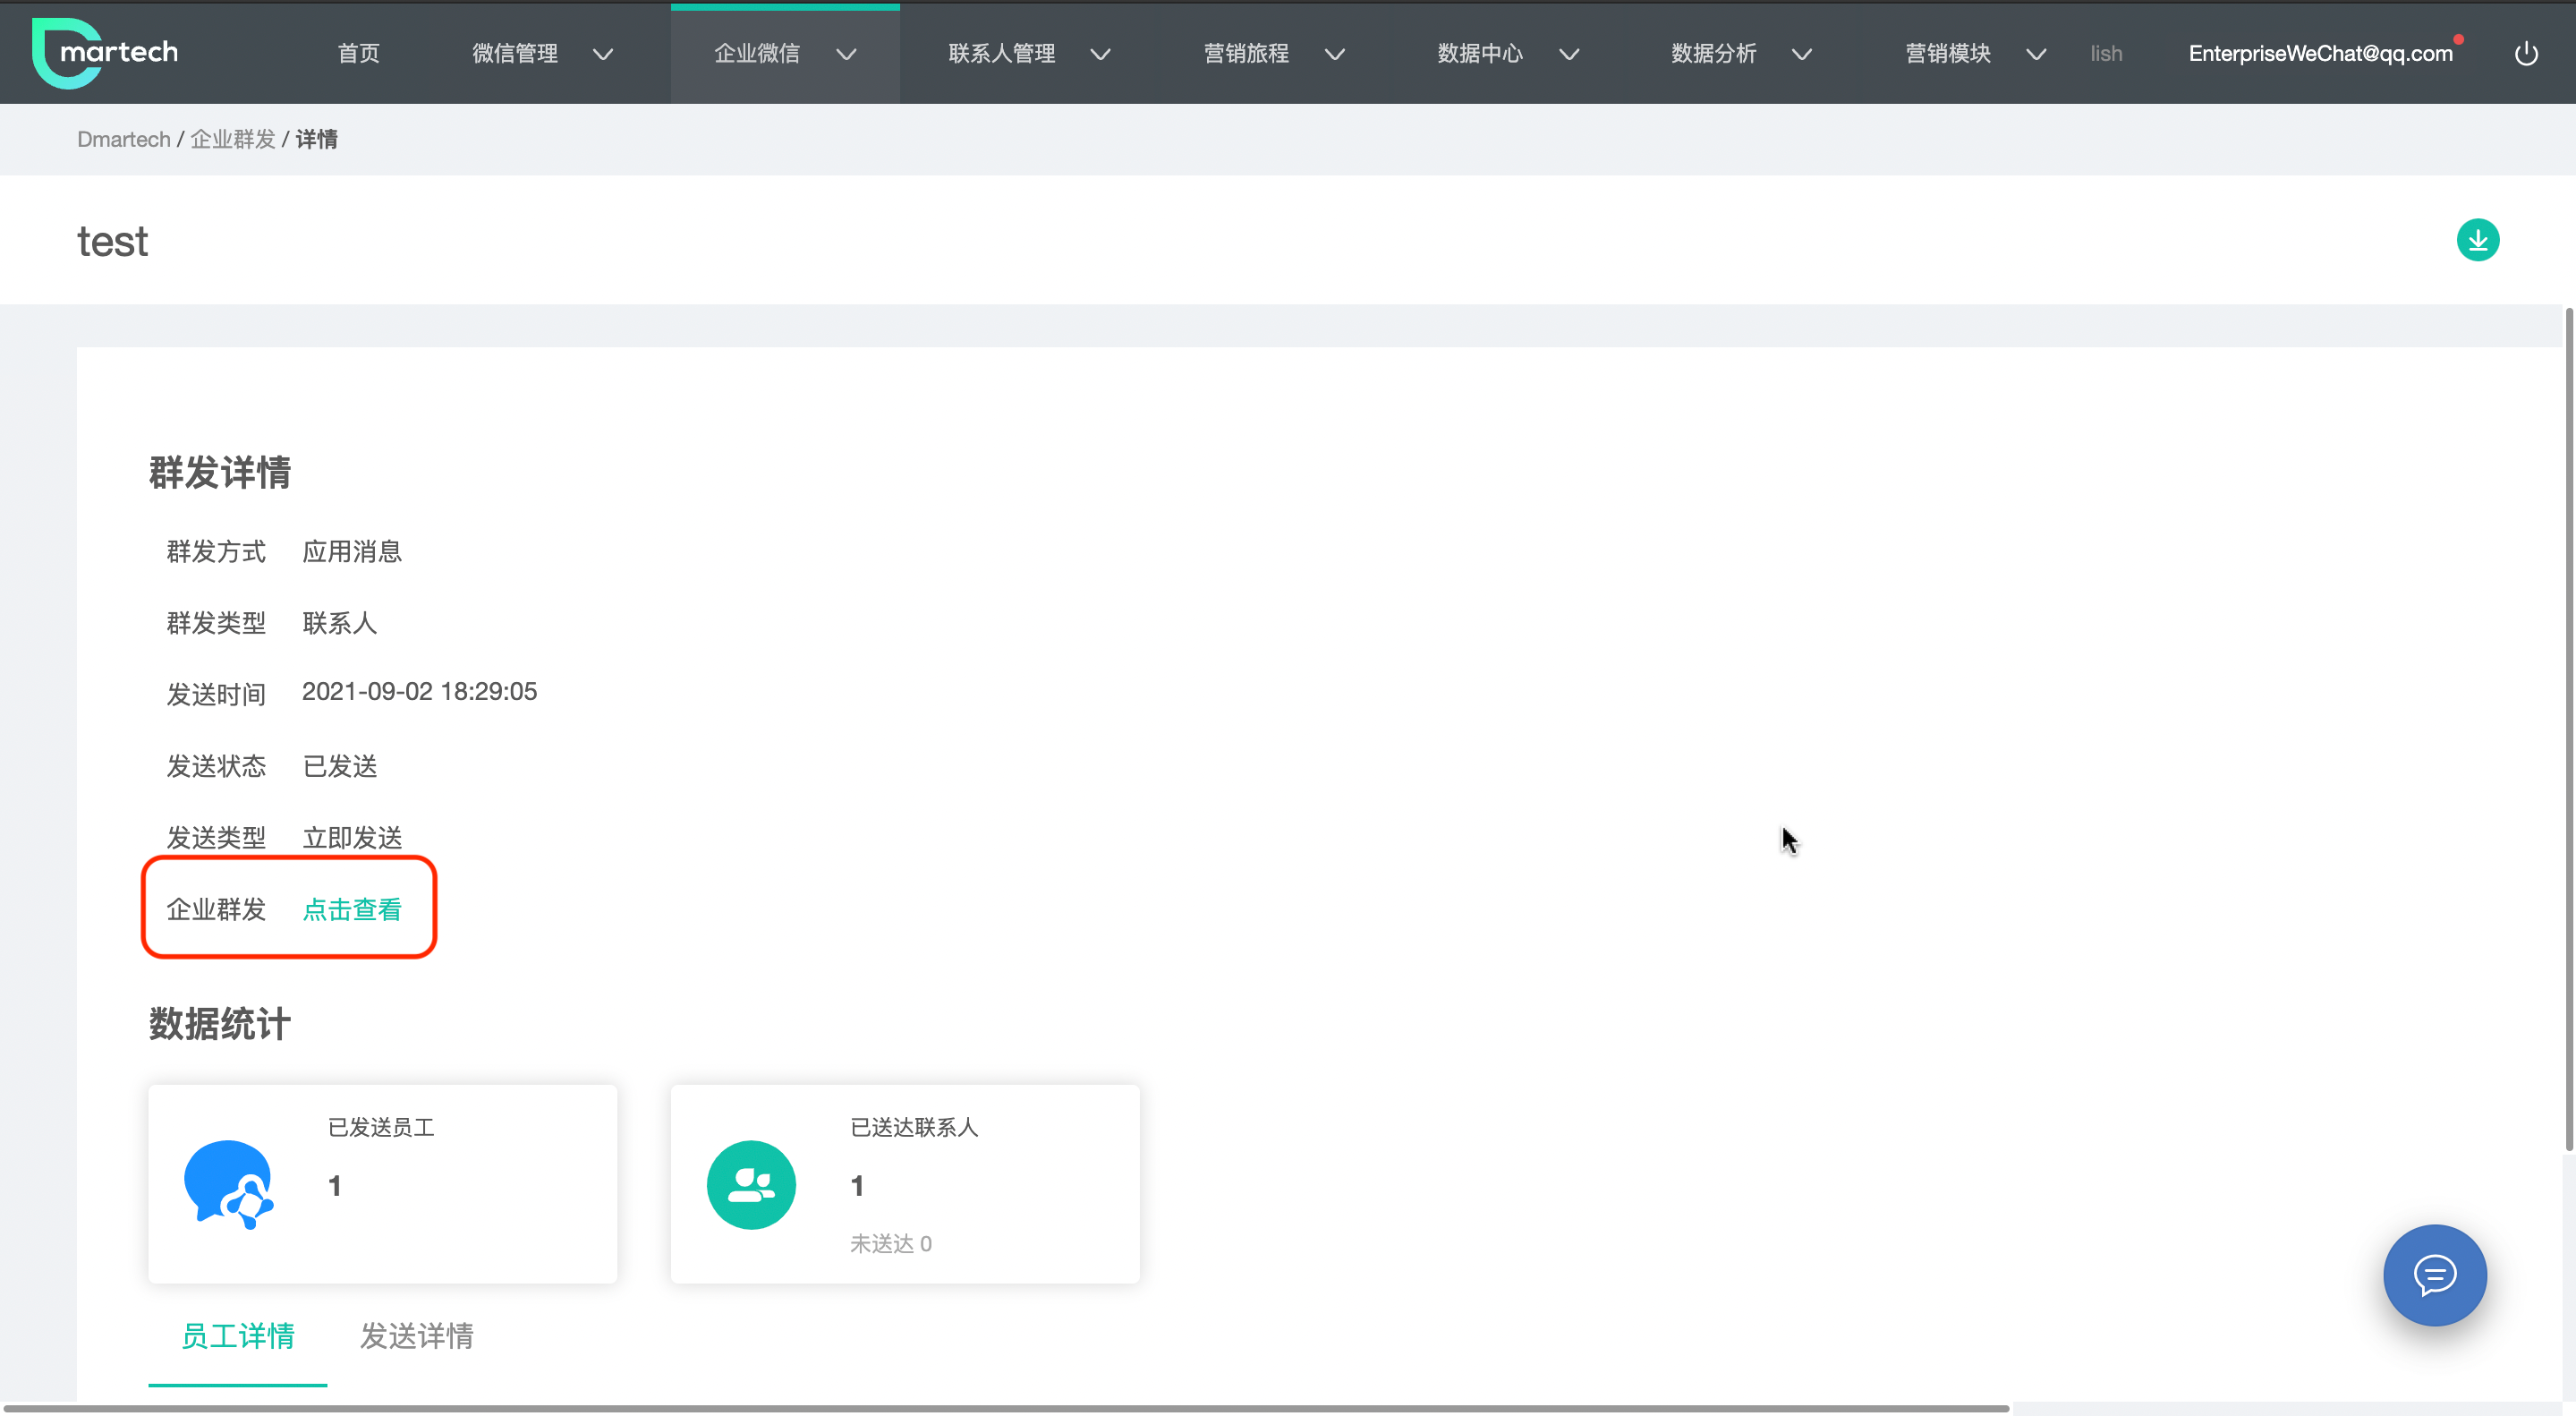 martech
首页
微信管理
企业微信
联系人管理
营销旅程
数据中心
数据分析
营销模块
lish
EnterpriseWeChat@qq.com
Dmartech / 企业群发 / 详情
test
群发详情
群发方式 应用消息
群发类型 联系人
发送时间 2021-09-02 18:29:05
发送状态 已发送
发送类型 立即发送
企业群发 点击查看
数据统计
已发送员工
1
已送达联系人
1
未送达 0
员工详情 发送详情